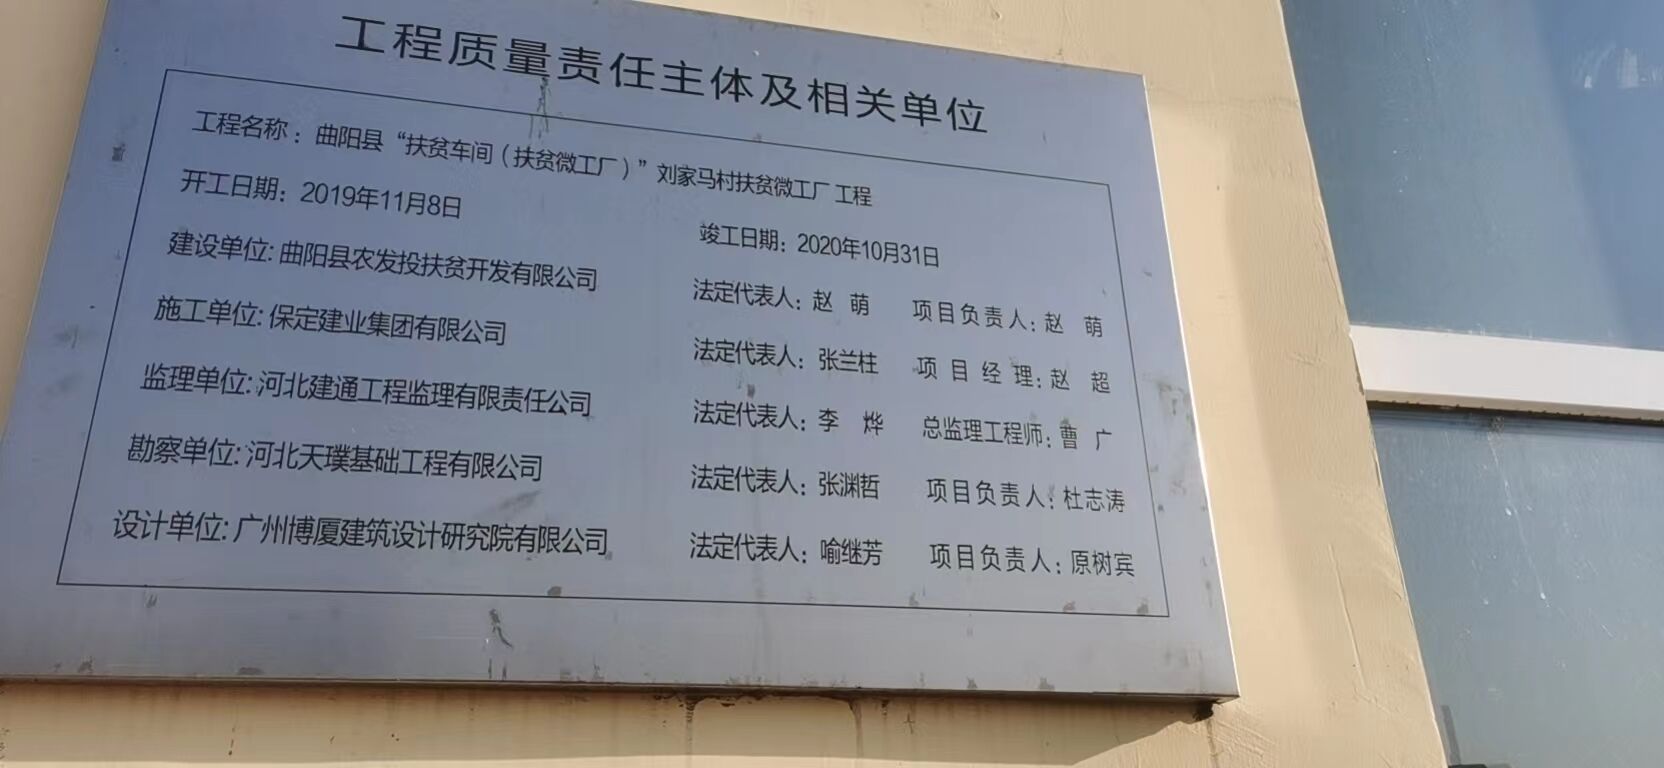 工程质量责任主体及相关单位
工程名称：曲阳县“扶贫车间（扶贫微工厂）”刘家马村扶贫微工厂 工程
开工日期：2019年11月8日 竣工日期：2020年10月31日
建设单位：曲阳县农发投扶贫开发有限公司 法定代表人：赵 萌 项目负责人：赵 萌
施工单位：保定建业集团有限公司 法定代表人：张兰柱 项目经理：赵 超
监理单位：河北建通工程监理有限责任公司 法定代表人：李 烨 总监理工程师：曹 广
勘察单位：河北天璞基础工程有限公司 法定代表人：张渊哲 项目负责人：杜志涛
设计单位：广州博厦建筑设计研究院有限公司 法定代表人：喻继芳 项目负责人：原树宾